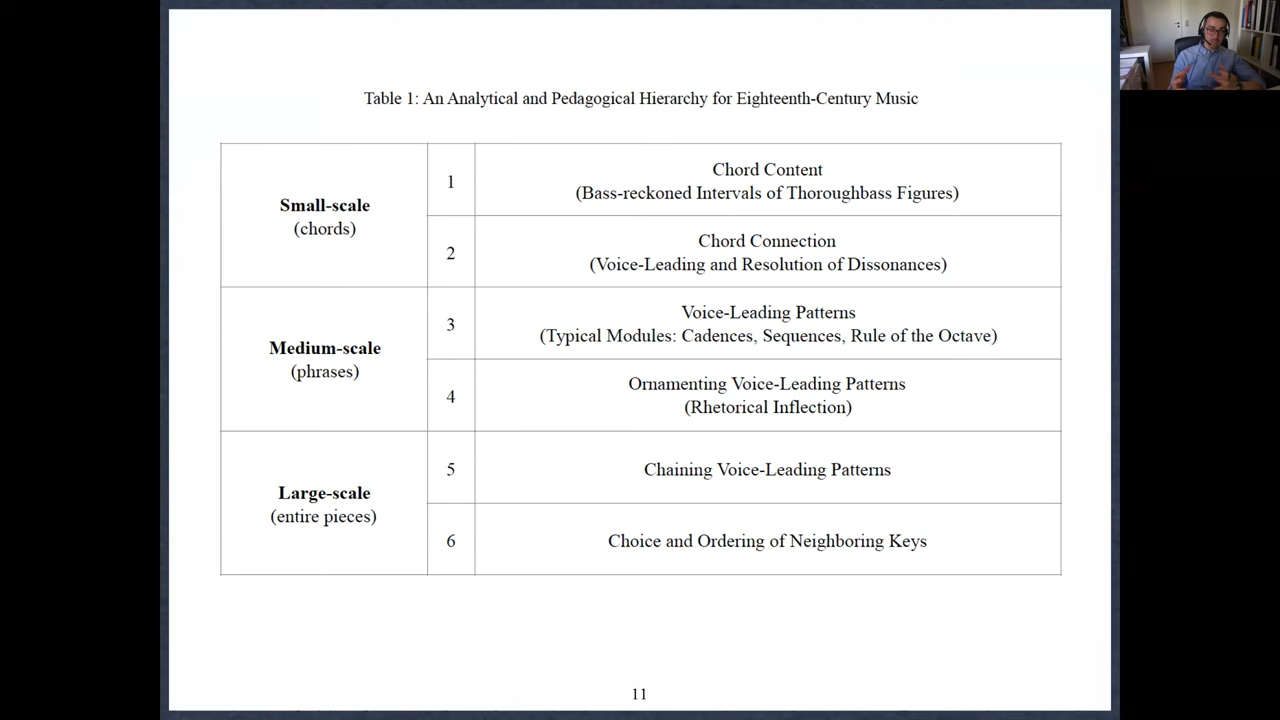 Table 1: An Analytical and Pedagogical Hierarchy for Eighteenth-Century Music
Small-scale
(chords)
1
Chord Content
(Bass-reckoned Intervals of Thoroughbass Figures)
2
Chord Connection
(Voice-Leading and Resolution of Dissonances)
Medium-scale
(phrases)
3
Voice-Leading Patterns
(Typical Modules: Cadences, Sequences, Rule of the Octave)
4
Ornamenting Voice-Leading Patterns
(Rhetorical Inflection)
Large-scale
(entire pieces)
5
Chaining Voice-Leading Patterns
6
Choice and Ordering of Neighboring Keys
11